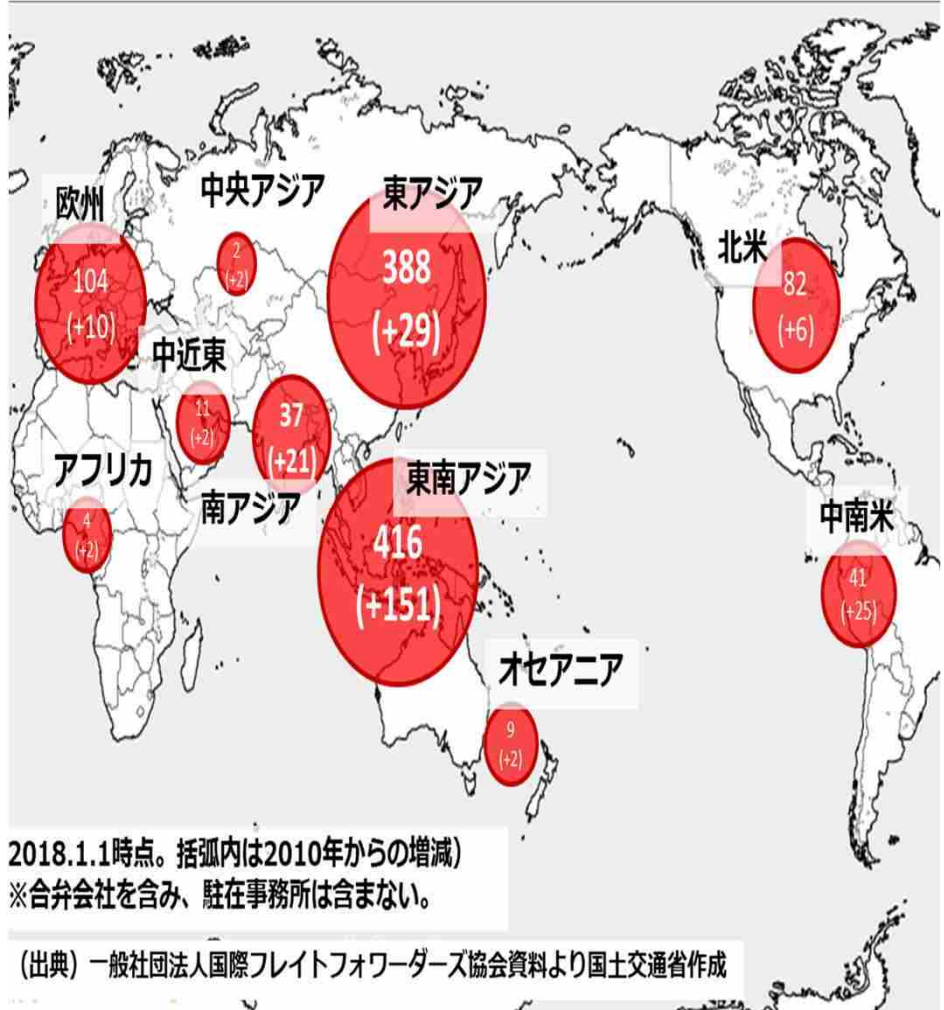 欧州
104
(+10)
中央アジア
2
(+2)
東アジア
388
(+29)
北米
82
(+6)
中近東
11
(+2)
37
(+21)
南アジア
アフリカ
4
(+2)
東南アジア
416
(+151)
中南米
41
(+25)
オセアニア
9
(+2)
2018.1.1時点。括弧内は2010年からの増減)
※合弁会社を含み、駐在事務所は含まない。
(出典)一般社団法人国際フレイトフォワーダーズ協会資料より国土交通省作成